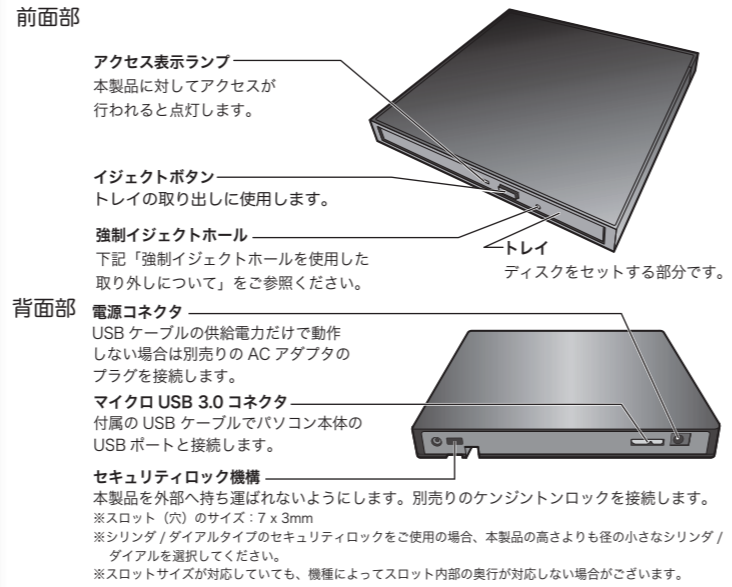 前面部
アクセス表示ランプ
本製品に対してアクセスが
行われると点灯します。
イジェクトボタン
トレイの取り出しに使用します。
強制イジェクトホール
下記「強制イジェクトホールを使用した
取り外しについて」をご参照ください。
トレイ
ディスクをセットする部分です。
背面部
電源コネクタ
USB ケーブルの供給電力だけで動作
しない場合は別売りの AC アダプタの
プラグを接続します。
マイクロ USB 3.0 コネクタ
付属の USB ケーブルでパソコン本体の
USB ポートと接続します。
セキュリティロック機構
本製品を外部へ持ち運ばれないようにします。別売りのケンジントンロックを接続します。
※スロット（穴）のサイズ：7 x 3mm
※シリンダ / ダイアルタイプのセキュリティロックをご使用の場合、本製品の高さよりも径の小さなシリンダ /
ダイアルを選択してください。
※スロットサイズが対応していても、機種によってスロット内部の奥行が対応しない場合がございます。